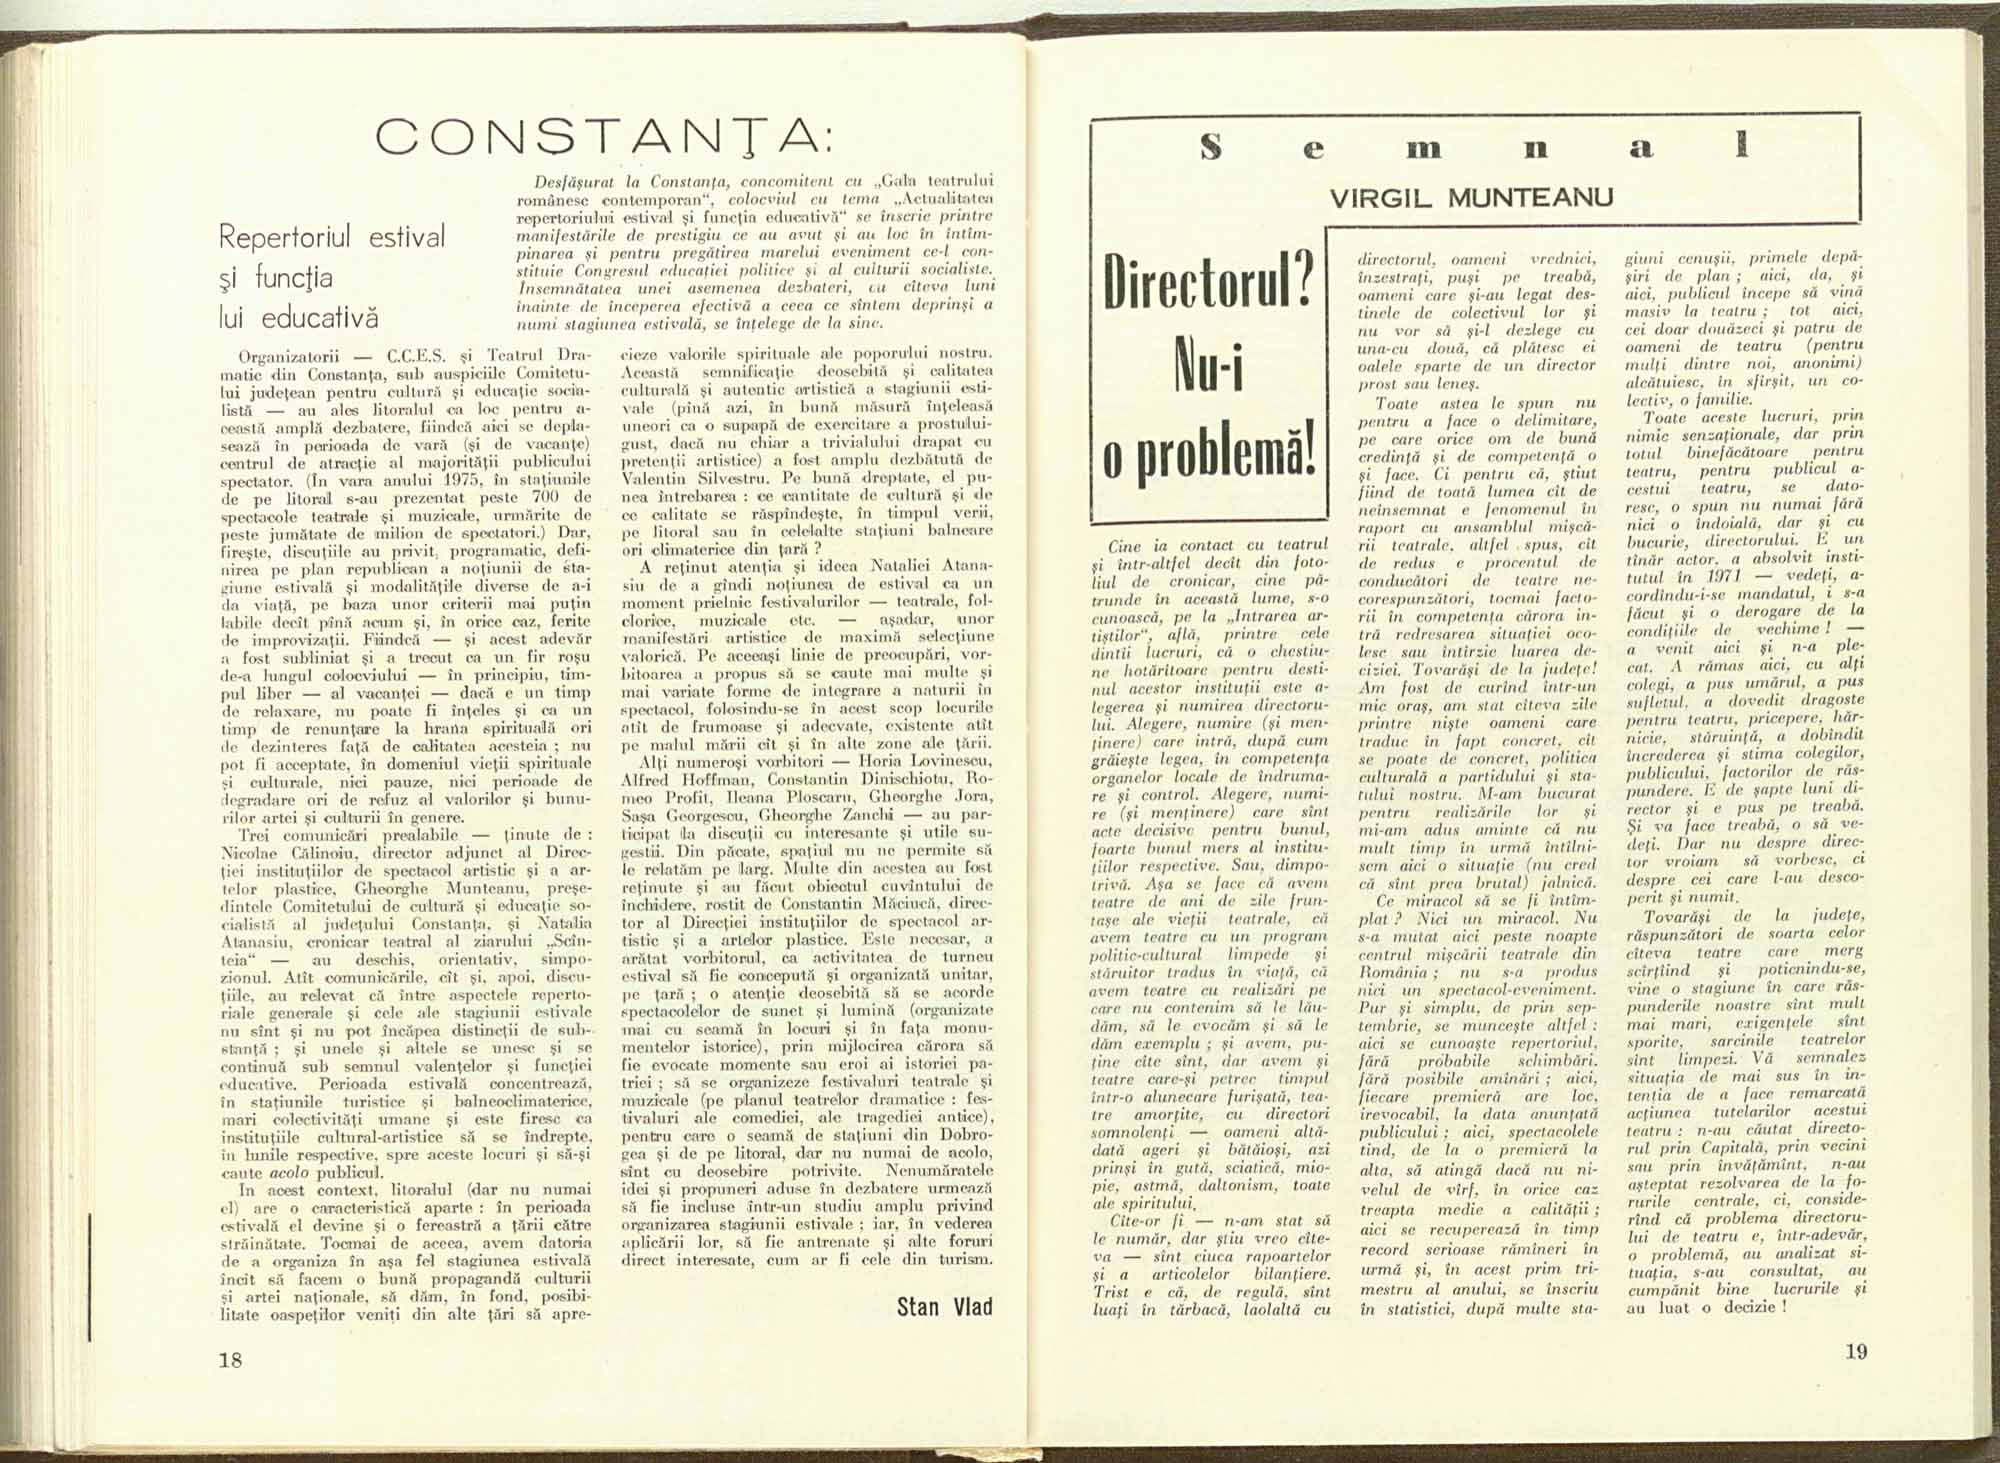 CONSTANŢA:
Repertoriul estival
şi funcţia
lui educativă
Desfăşurat la Constanţa, concomitent cu „Gala teatrului
românesc contemporan“, colocviul cu tema „Actualitatea
repertoriului estival şi funcţia educativă“ se înscrie printre
manifestările de prestigiu ce au avut şi au loc în întîm-
pinarea şi pentru pregătirea marelui eveniment ce-l con-
stituie Congresul educaţiei politice şi al culturii socialiste.
Însemnătatea unei asemenea dezbateri, cu cîteva luni
înainte de începerea efectivă a ceea ce sîntem deprinşi a
numi stagiunea estivală, se înţelege de la sine.
Organizatorii — C.C.E.S. şi Teatrul Dra-
matic din Constanţa, sub auspiciile Comitetu-
lui judeţean pentru cultură şi educaţie socia-
listă — au ales litoralul ca loc pentru a-
ceastă amplă dezbatere, fiindcă aici se depla-
sează în perioada de vară (şi de vacanţe)
centrul de atracţie al majorităţii publicului
spectator. (În vara anului 1975, în staţiunile
de pe litoral s-au prezentat peste 700 de
spectacole teatrale şi muzicale, urmărite de
peste jumătate de milion de spectatori.) Dar,
fireşte, discuţiile au privit, programatic, defi-
nirea pe plan republican a noţiunii de sta-
giune estivală şi modalităţile diverse de a-i
da viaţă, pe baza unor criterii mai puţin
labile decît pînă acum şi, în orice caz, ferite
de improvizaţii. Fiindcă — şi acest adevăr
a fost subliniat şi a trecut ca un fir roşu
de-a lungul colocviului — în principiu, tim-
pul liber — al vacanţei — dacă e un timp
de relaxare, nu poate fi înţeles şi ca un
timp de renunţare la hrana spirituală ori
de dezinteres faţă de calitatea acesteia ; nu
pot fi acceptate, în domeniul vieţii spirituale
şi culturale, nici pauze, nici perioade de
degradare ori de refuz al valorilor şi bunu-
rilor artei şi culturii în genere.
Trei comunicări prealabile — ţinute de :
Nicolae Călinoiu, director adjunct al Direc-
ţiei instituţiilor de spectacol artistic şi a ar-
telor plastice, Gheorghe Munteanu, preşe-
dintele Comitetului de cultură şi educaţie so-
cialistă al judeţului Constanţa, şi Natalia
Atanasiu, cronicar teatral al ziarului „Scîn-
teia“ — au deschis, orientativ, simpo-
zionul. Atît comunicările, cît şi, apoi, discu-
ţiile, au relevat că între aspectele reperto-
riale generale şi cele ale stagiunii estivale
nu sînt şi nu pot încăpea distincţii de sub-
stanţă ; şi unele şi altele se unesc şi se
continuă sub semnul valenţelor şi funcţiei
educative. Perioada estivală concentrează,
în staţiunile turistice şi balneoclimaterice,
mari colectivităţi umane şi este firesc ca
instituţiile cultural-artistice să se îndrepte,
în lunile respective, spre aceste locuri şi să-şi
caute acolo publicul.
In acest context, litoralul (dar nu numai
el) are o caracteristică aparte : în perioada
estivală el devine şi o fereastră a ţării către
străinătate. Tocmai de aceea, avem datoria
de a organiza în aşa fel stagiunea estivală
încît să facem o bună propagandă culturii
şi artei naţionale, să dăm, în fond, posibi-
litate oaspeţilor veniţi din alte ţări să apre-
cieze valorile spirituale ale poporului nostru.
Această semnificaţie deosebită şi calitatea
culturală şi autentic artistică a stagiunii esti-
vale (pînă azi, în bună măsură înţeleasă
uneori ca o supapă de exercitare a prostului-
gust, dacă nu chiar a trivialului drapat cu
pretenţii artistice) a fost amplu dezbătută de
Valentin Silvestru. Pe bună dreptate, el pu-
nea întrebarea : ce cantitate de cultură şi de
ce calitate se răspîndeşte, în timpul verii,
pe litoral sau în celelalte staţiuni balneare
ori climaterice din ţară ?
A reţinut atenţia şi ideea Nataliei Atana-
siu de a gîndi noţiunea de estival ca un
moment prielnic festivalurilor — teatrale, fol-
clorice, muzicale etc. — aşadar, unor
manifestări artistice de maximă selecţiune
valorică. Pe aceeaşi linie de preocupări, vor-
bitoarea a propus să se caute mai multe şi
mai variate forme de integrare a naturii în
spectacol, folosindu-se în acest scop locurile
atît de frumoase şi adecvate, existente atît
pe malul mării cît şi în alte zone ale ţării.
Alţi numeroşi vorbitori — Horia Lovinescu,
Alfred Hoffman, Constantin Dinischiotu, Ro-
meo Profit, Ileana Ploscaru, Gheorghe Jora,
Saşa Georgescu, Gheorghe Zanchi — au par-
ticipat la discuţii cu interesante şi utile su-
gestii. Din păcate, spaţiul nu ne permite să
le relatăm pe larg. Multe din acestea au fost
reţinute şi au făcut obiectul cuvîntului de
închidere, rostit de Constantin Măciucă, direc-
tor al Direcţiei instituţiilor de spectacol ar-
tistic şi a artelor plastice. Este necesar, a
arătat vorbitorul, ca activitatea de turneu
estival să fie concepută şi organizată unitar,
pe ţară ; o atenţie deosebită să se acorde
spectacolelor de sunet şi lumină (organizate
mai cu seamă în locuri şi în faţa monu-
mentelor istorice), prin mijlocirea cărora să
fie evocate momente sau eroi ai istoriei pa-
triei ; să se organizeze festivaluri teatrale şi
muzicale (pe planul teatrelor dramatice : fes-
tivaluri ale comediei, ale tragediei antice),
pentru care o seamă de staţiuni din Dobro-
gea şi de pe litoral, dar nu numai de acolo,
sînt cu deosebire potrivite. Nenumăratele
idei şi propuneri aduse în dezbatere urmează
să fie incluse într-un studiu amplu privind
organizarea stagiunii estivale ; iar, în vederea
aplicării lor, să fie antrenate şi alte foruri
direct interesate, cum ar fi cele din turism.
Stan Vlad
18
Semnal
VIRGIL MUNTEANU
Directorul?
Nu-i
o problemă!
Cine ia contact cu teatrul
şi într-altfel decît din foto-
liul de cronicar, cine pă-
trunde în această lume, s-o
cunoască, pe la „Intrarea ar-
tiştilor“, află, printre cele
dintîi lucruri, că o chestiu-
ne hotărîtoare pentru desti-
nul acestor instituţii este a-
legerea şi numirea directoru-
lui. Alegere, numire (şi men-
ţinere) care intră, după cum
grăieşte legea, în competenţa
organelor locale de îndruma-
re şi control. Alegere, numi-
re (şi menţinere) care sînt
acte decisive pentru bunul,
foarte bunul mers al institu-
ţiilor respective. Sau, dimpo-
trivă. Aşa se face că avem
teatre de ani de zile frun-
taşe ale vieţii teatrale, că
avem teatre cu un program
politic-cultural limpede şi
stăruitor tradus în viaţă, că
avem teatre cu realizări pe
care nu contenim să le lău-
dăm, să le evocăm şi să le
dăm exemplu ; şi avem, pu-
ţine cîte sînt, dar avem şi
teatre care-şi petrec timpul
într-o alunecare furişată, tea-
tre amorţite, cu directori
somnolenţi — oameni altă-
dată ageri şi bătăioşi, azi
prinşi în gută, sciatică, mio-
pie, astmă, daltonism, toate
ale spiritului.
Cîte-or fi — n-am stat să
le număr, dar ştiu vreo cîte-
va — sînt ciuca rapoartelor
şi a articolelor bilanţiere.
Trist e că, de regulă, sînt
luaţi în tărbacă, laolaltă cu
directorul, oameni vrednici,
înzestraţi, puşi pe treabă,
oameni care şi-au legat des-
tinele de colectivul lor şi
nu vor să şi-l dezlege cu
una-cu două, că plătesc ei
oalele sparte de un director
prost sau leneş.
Toate astea le spun nu
pentru a face o delimitare,
pe care orice om de bună
credinţă şi de competenţă o
şi face. Ci pentru că, ştiut
fiind de toată lumea cît de
neînsemnat e fenomenul în
raport cu ansamblul mişcă-
rii teatrale, altfel spus, cît
de redus e procentul de
conducători de teatre ne-
corespunzători, tocmai facto-
rii în competenţa cărora in-
tră redresarea situaţiei oco-
lesc sau întîrzie luarea de-
ciziei. Tovarăşi de la judeţe!
Am fost de curînd într-un
mic oraş, am stat cîteva zile
printre nişte oameni care
traduc în fapt concret, cît
se poate de concret, politica
culturală a partidului şi sta-
tului nostru. M-am bucurat
pentru realizările lor şi
mi-am adus aminte că nu
mult timp în urmă întîlni-
sem aici o situaţie (nu cred
că sînt prea brutal) jalnică.
Ce miracol să se fi întîm-
plat ? Nici un miracol. Nu
s-a mutat aici peste noapte
centrul mişcării teatrale din
România ; nu s-a produs
nici un spectacol-eveniment.
Pur şi simplu, de prin sep-
tembrie, se munceşte altfel :
aici se cunoaşte repertoriul,
fără probabile schimbări.
fără posibile amînări ; aici,
fiecare premieră are loc,
irevocabil, la data anunţată
publicului ; aici, spectacolele
tind, de la o premieră la
alta, să atingă dacă nu ni-
velul de vîrf, în orice caz
treapta medie a calităţii ;
aici se recuperează în timp
record serioase rămîneri în
urmă şi, în acest prim tri-
mestru al anului, se înscriu
în statistici, după multe sta-
giuni cenuşii, primele depă-
şiri de plan ; aici, da, şi
aici, publicul începe să vină
masiv la teatru ; tot aici,
cei doar douăzeci şi patru de
oameni de teatru (pentru
mulţi dintre noi, anonimi)
alcătuiesc, în sfîrşit, un co-
lectiv, o familie.
Toate aceste lucruri, prin
nimic senzaţionale, dar prin
totul binefăcătoare pentru
teatru, pentru publicul a-
cestui teatru, se dato-
resc, o spun nu numai fără
nici o îndoială, dar şi cu
bucurie, directorului. E un
tînăr actor, a absolvit insti-
tutul în 1971 — vedeţi, a-
cordîndu-i-se mandatul, i s-a
făcut şi o derogare de la
condiţiile de vechime ! —
a venit aici şi n-a ple-
cat. A rămas aici, cu alţi
colegi, a pus umărul, a pus
sufletul, a dovedit dragoste
pentru teatru, pricepere, hăr-
nicie, stăruinţă, a dobîndit
încrederea şi stima colegilor,
publicului, factorilor de răs-
pundere. E de şapte luni di-
rector şi e pus pe treabă.
Şi va face treabă, o să ve-
deţi. Dar nu despre direc-
tor vroiam să vorbesc, ci
despre cei care l-au desco-
perit şi numit.
Tovarăşi de la judeţe,
răspunzători de soarta celor
cîteva teatre care merg
scîrţîind şi poticnindu-se,
vine o stagiune în care răs-
punderile noastre sînt mult
mai mari, exigenţele sînt
sporite, sarcinile teatrelor
sînt limpezi. Vă semnalez
situaţia de mai sus în in-
tenţia de a face remarcată
acţiunea tutelarilor acestui
teatru : n-au căutat directo-
rul prin Capitală, prin vecini
sau prin învăţămînt, n-au
aşteptat rezolvarea de la fo-
rurile centrale, ci, conside-
rînd că problema directoru-
lui de teatru e, într-adevăr,
o problemă, au analizat si-
tuaţia, s-au consultat, au
cumpănit bine lucrurile şi
au luat o decizie !
19